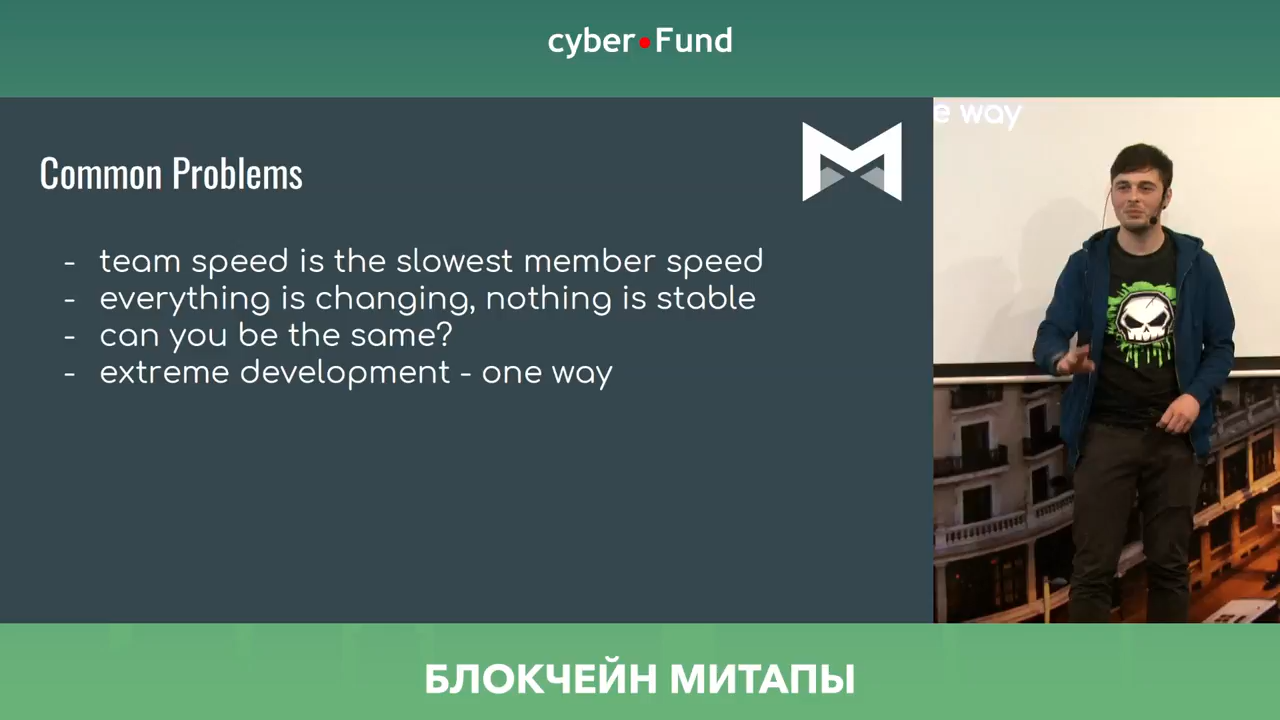 cyber•Fund
Common Problems
- team speed is the slowest member speed
- everything is changing, nothing is stable
- can you be the same?
- extreme development - one way
e way
БЛОКЧЕЙН МИТАПЫ